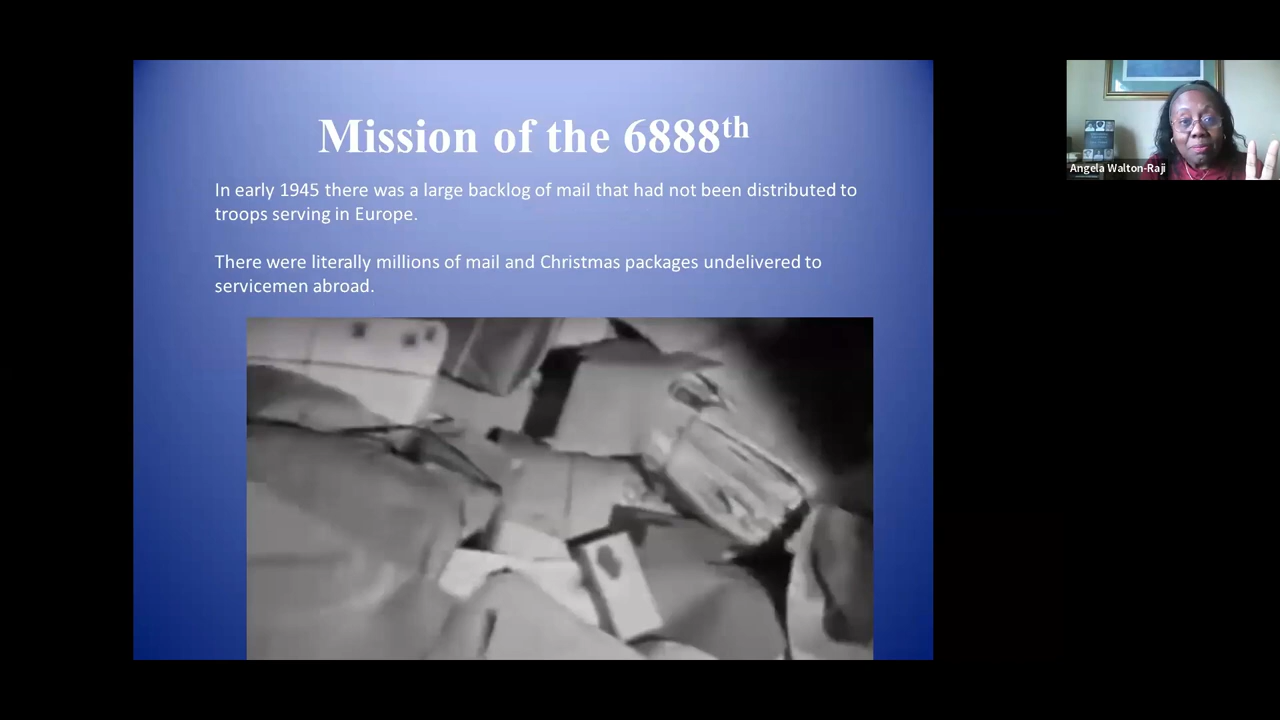 Mission of the 6888th
In early 1945 there was a large backlog of mail that had not been distributed to
troops serving in Europe.
There were literally millions of mail and Christmas packages undelivered to
servicemen abroad.
Angela Walton-Raji